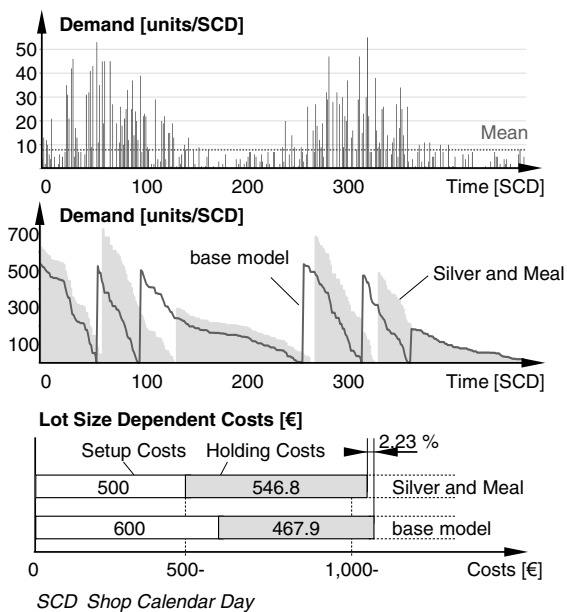 Demand [units/SCD]
50
40
30
20
10
Mean
0 100 200 300 Time [SCD]
Demand [units/SCD]
700
500
300
100
base model
Silver and Meal
0 100 200 300 Time [SCD]
Lot Size Dependent Costs [€]
Setup Costs Holding Costs 2.23 %
500 546.8 Silver and Meal
600 467.9 base model
0 500- 1,000- Costs [€]
SCD Shop Calendar Day